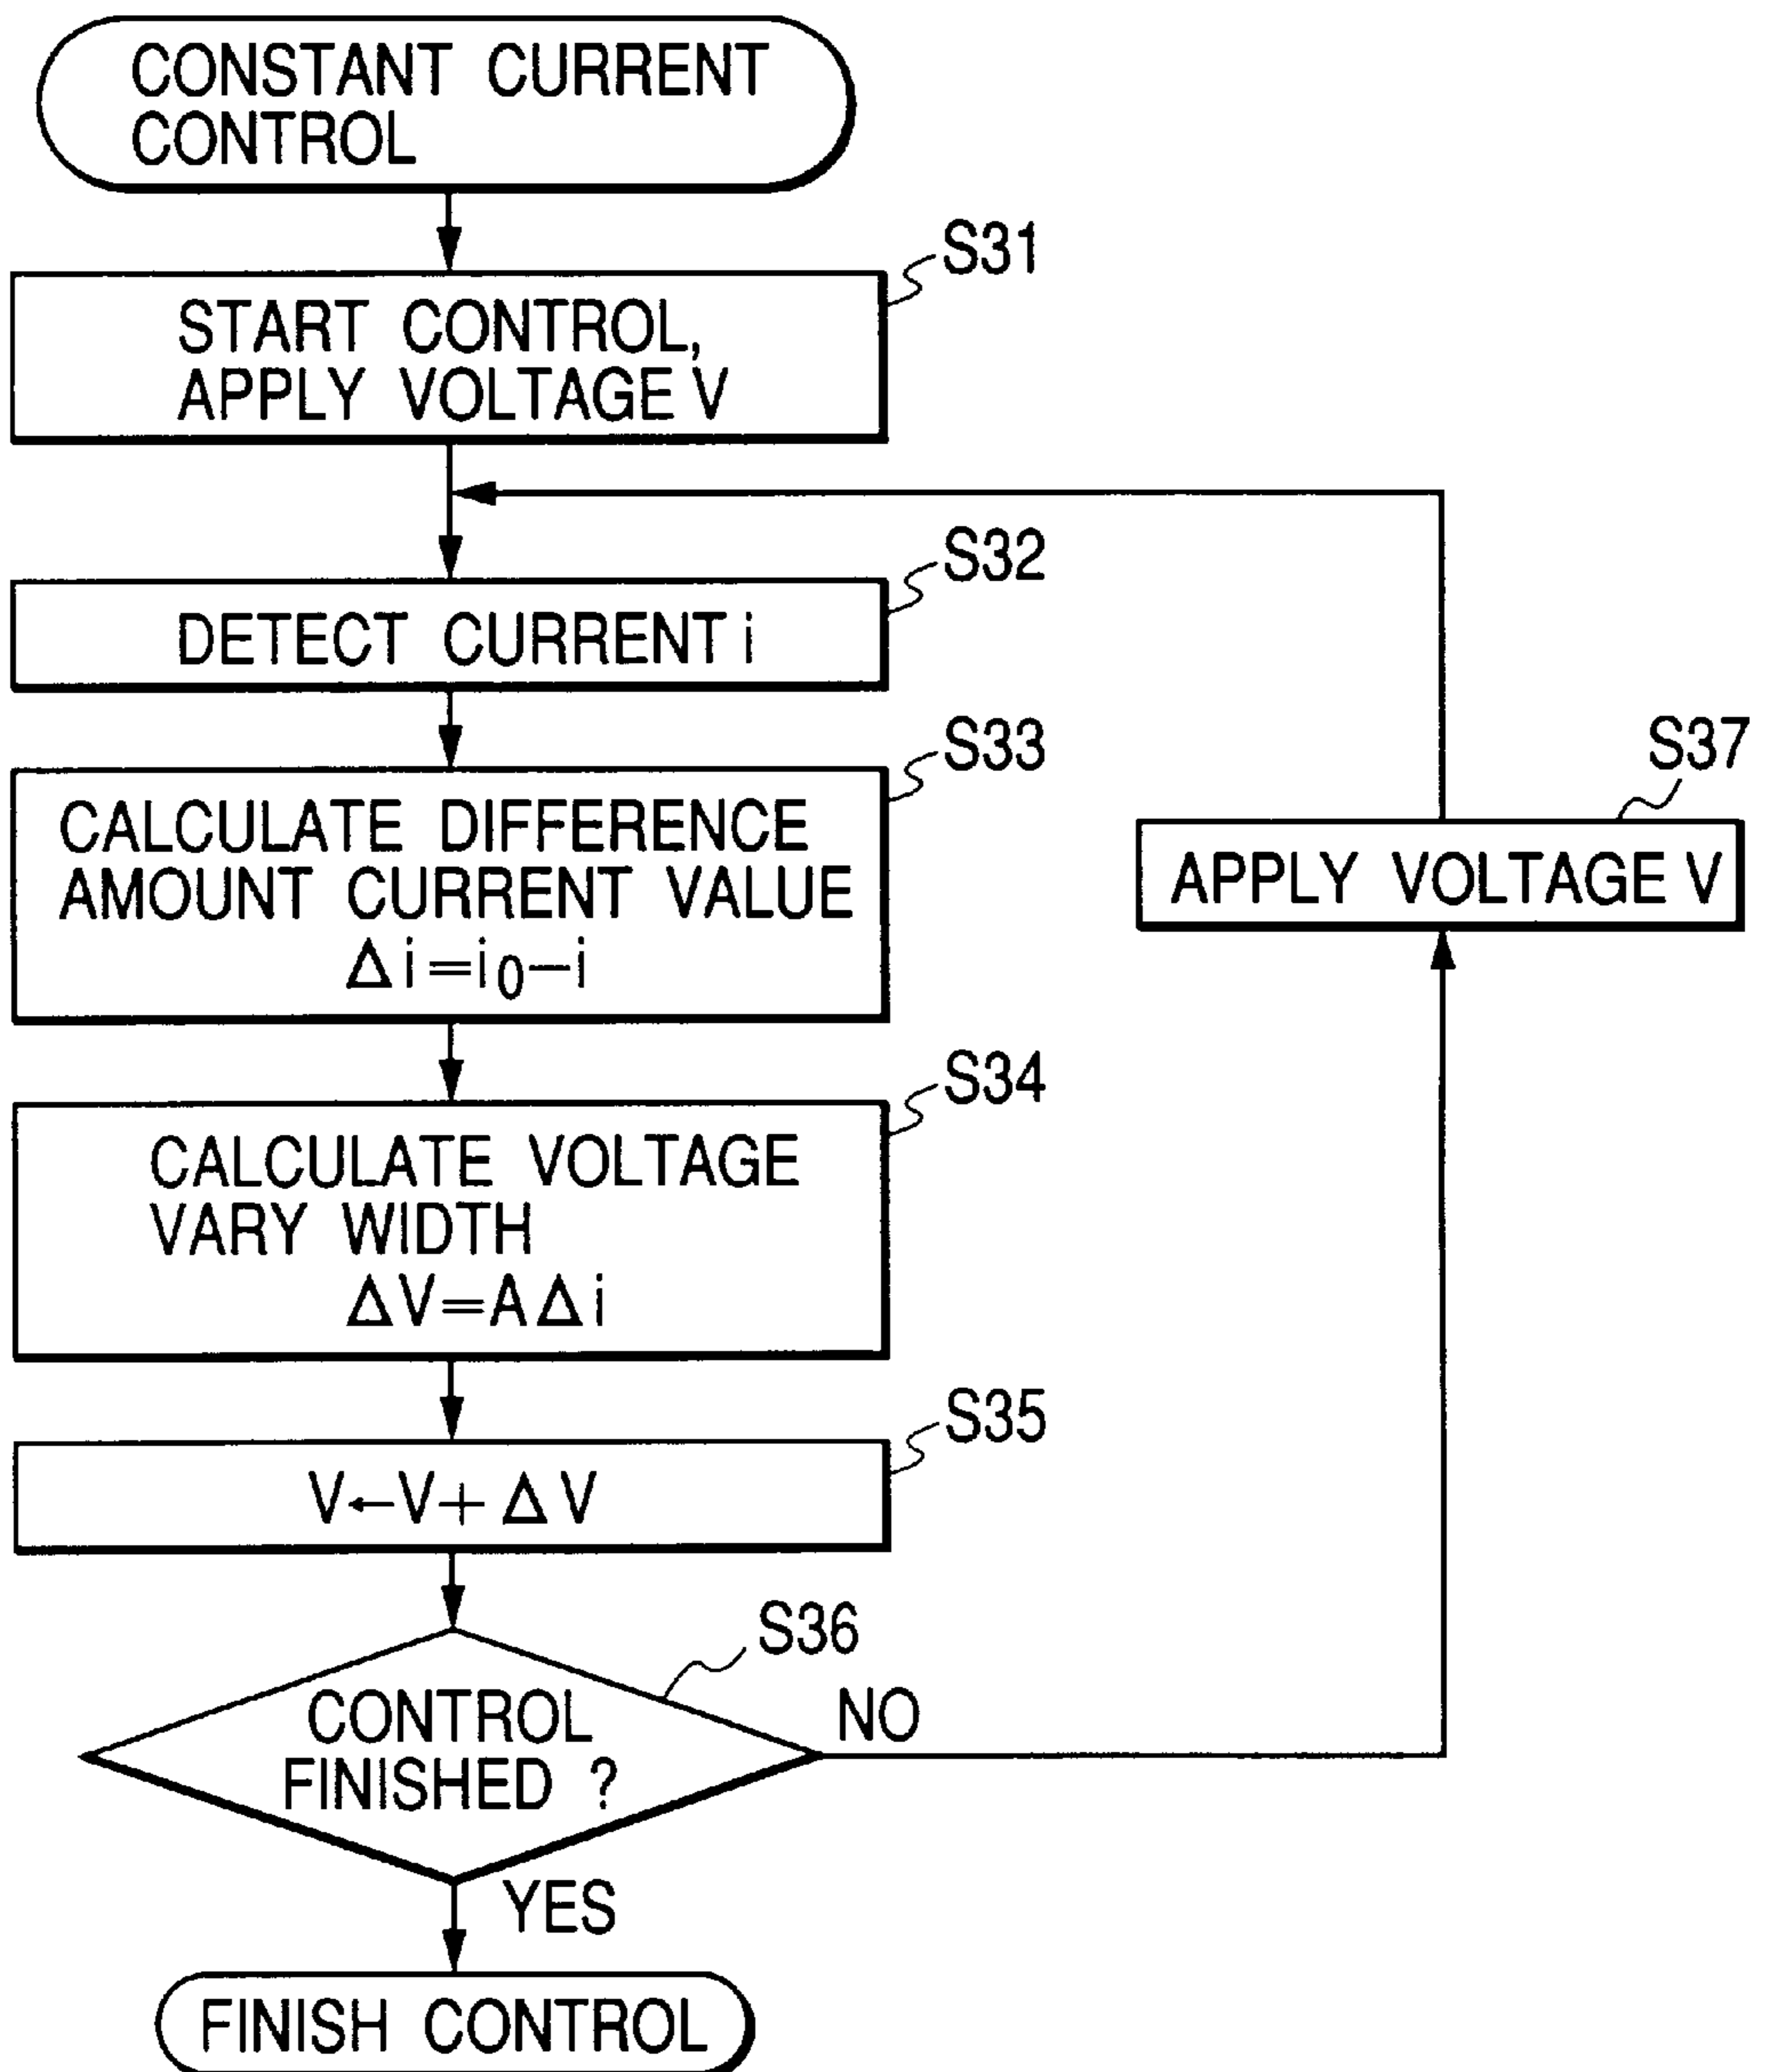 CONSTANT CURRENT
CONTROL
S31
START CONTROL,
APPLY VOLTAGE V
S32
DETECT CURRENT i
S33
CALCULATE DIFFERENCE
AMOUNT CURRENT VALUE
Δi=i₀−i
S37
APPLY VOLTAGE V
S34
CALCULATE VOLTAGE
VARY WIDTH
ΔV=AΔi
S35
V←V+ΔV
S36
CONTROL
FINISHED ?
NO
YES
FINISH CONTROL